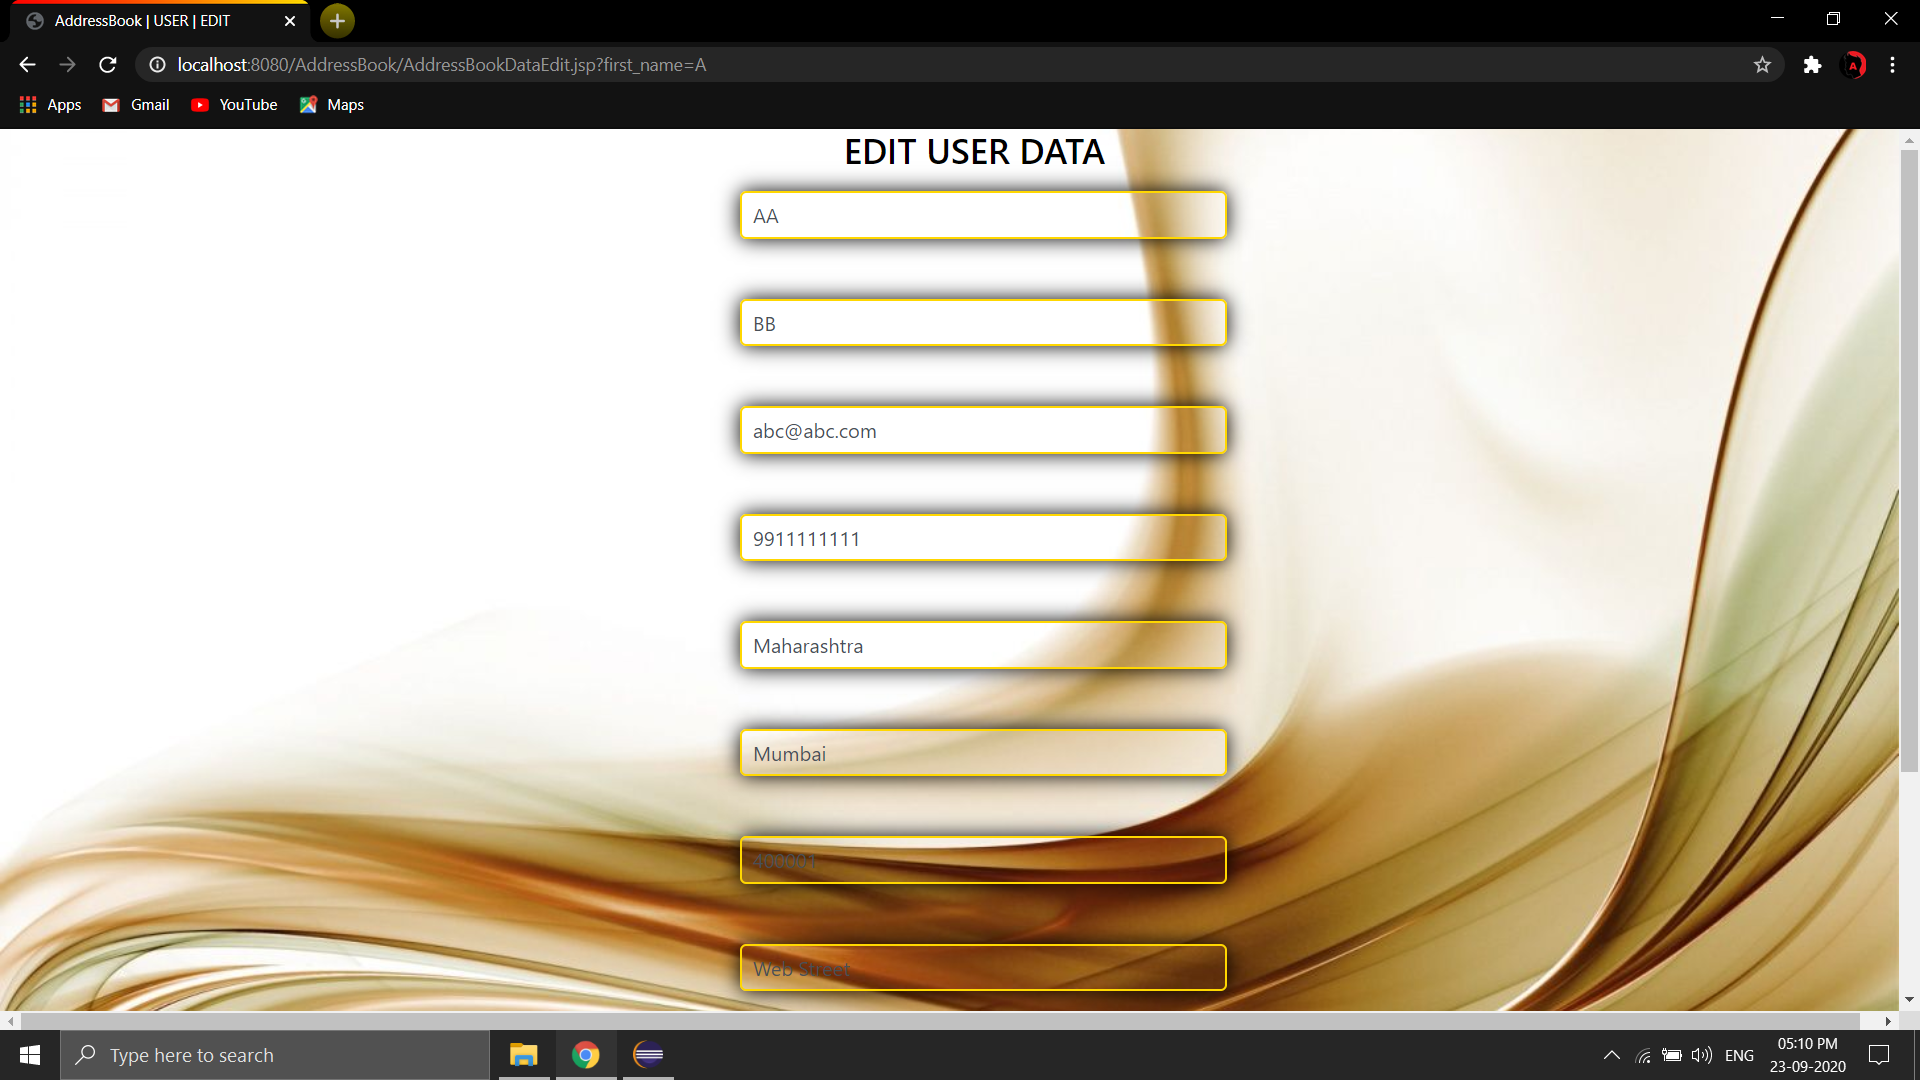 AddressBook | USER | EDIT
localhost:8080/AddressBook/AddressBookDataEdit.jsp?first_name=A
A
Apps Gmail YouTube Maps
EDIT USER DATA
AA
BB
abc@abc.com
9911111111
Maharashtra
Mumbai
400001
Web Street
Type here to search
ENG
05:10 PM
23-09-2020